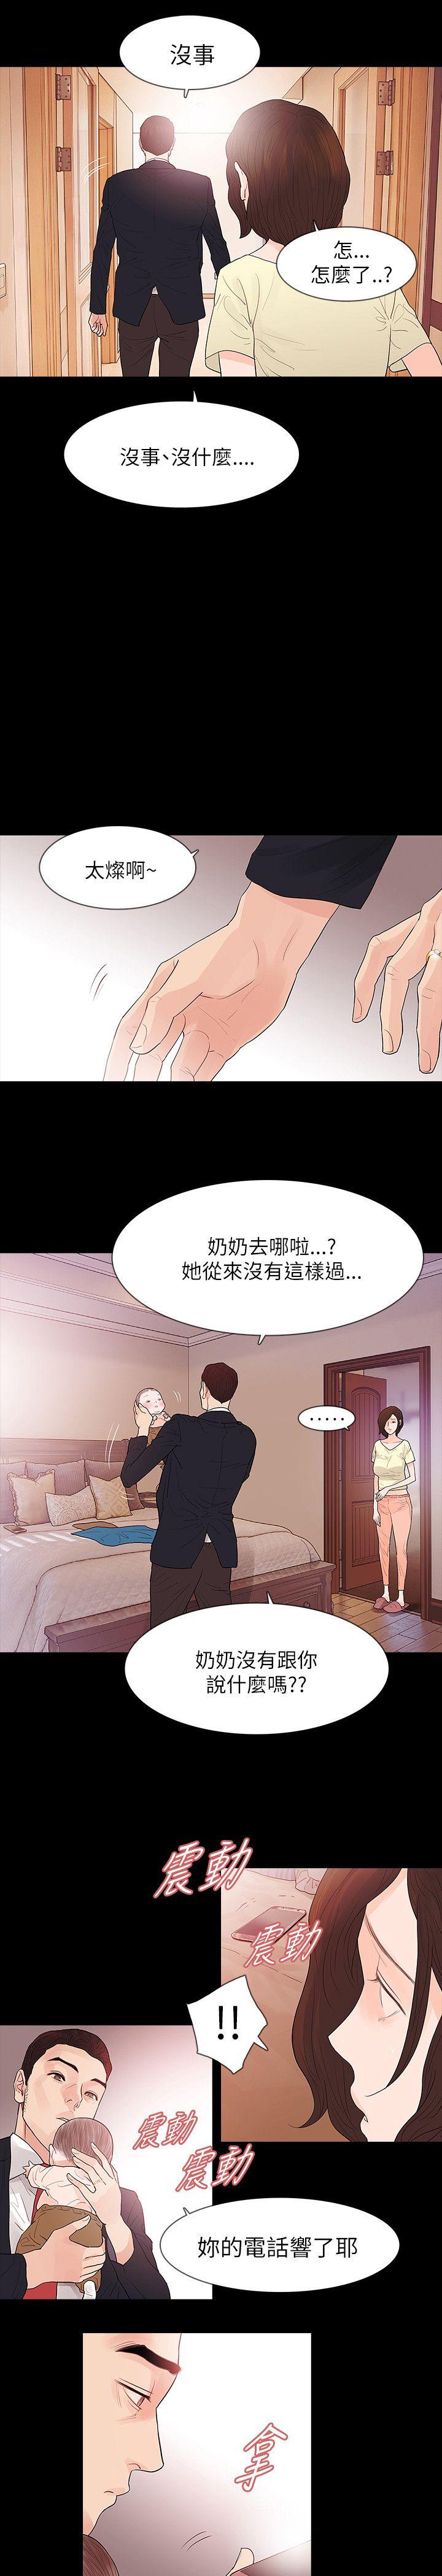 沒事
怎...
怎麼了..?
沒事、沒什麼....
太燦啊~
奶奶去哪啦...?
她從來沒有這樣過...
.....
奶奶沒有跟你
說什麼嗎??
震動
震動
!!
震動
震動
妳的電話響了耶
拿